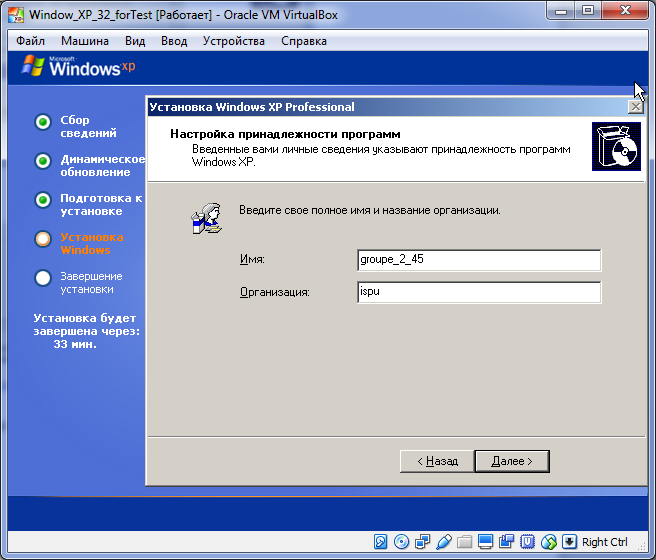 Window_XP_32_forTest [Работает] - Oracle VM VirtualBox
Файл Машина Вид Ввод Устройства Справка
Microsoft
Windows xp
Установка Windows XP Professional
Сбор
сведений
Динамическое
обновление
Подготовка к
установке
Установка
Windows
Завершение
установки
Установка будет
завершена через:
33 мин.
Настройка принадлежности программ
Введенные вами личные сведения указывают принадлежность программ
Windows XP.
Введите свое полное имя и название организации.
Имя: groupe_2_45
Организация: ispu
< Назад Далее >
Right Ctrl